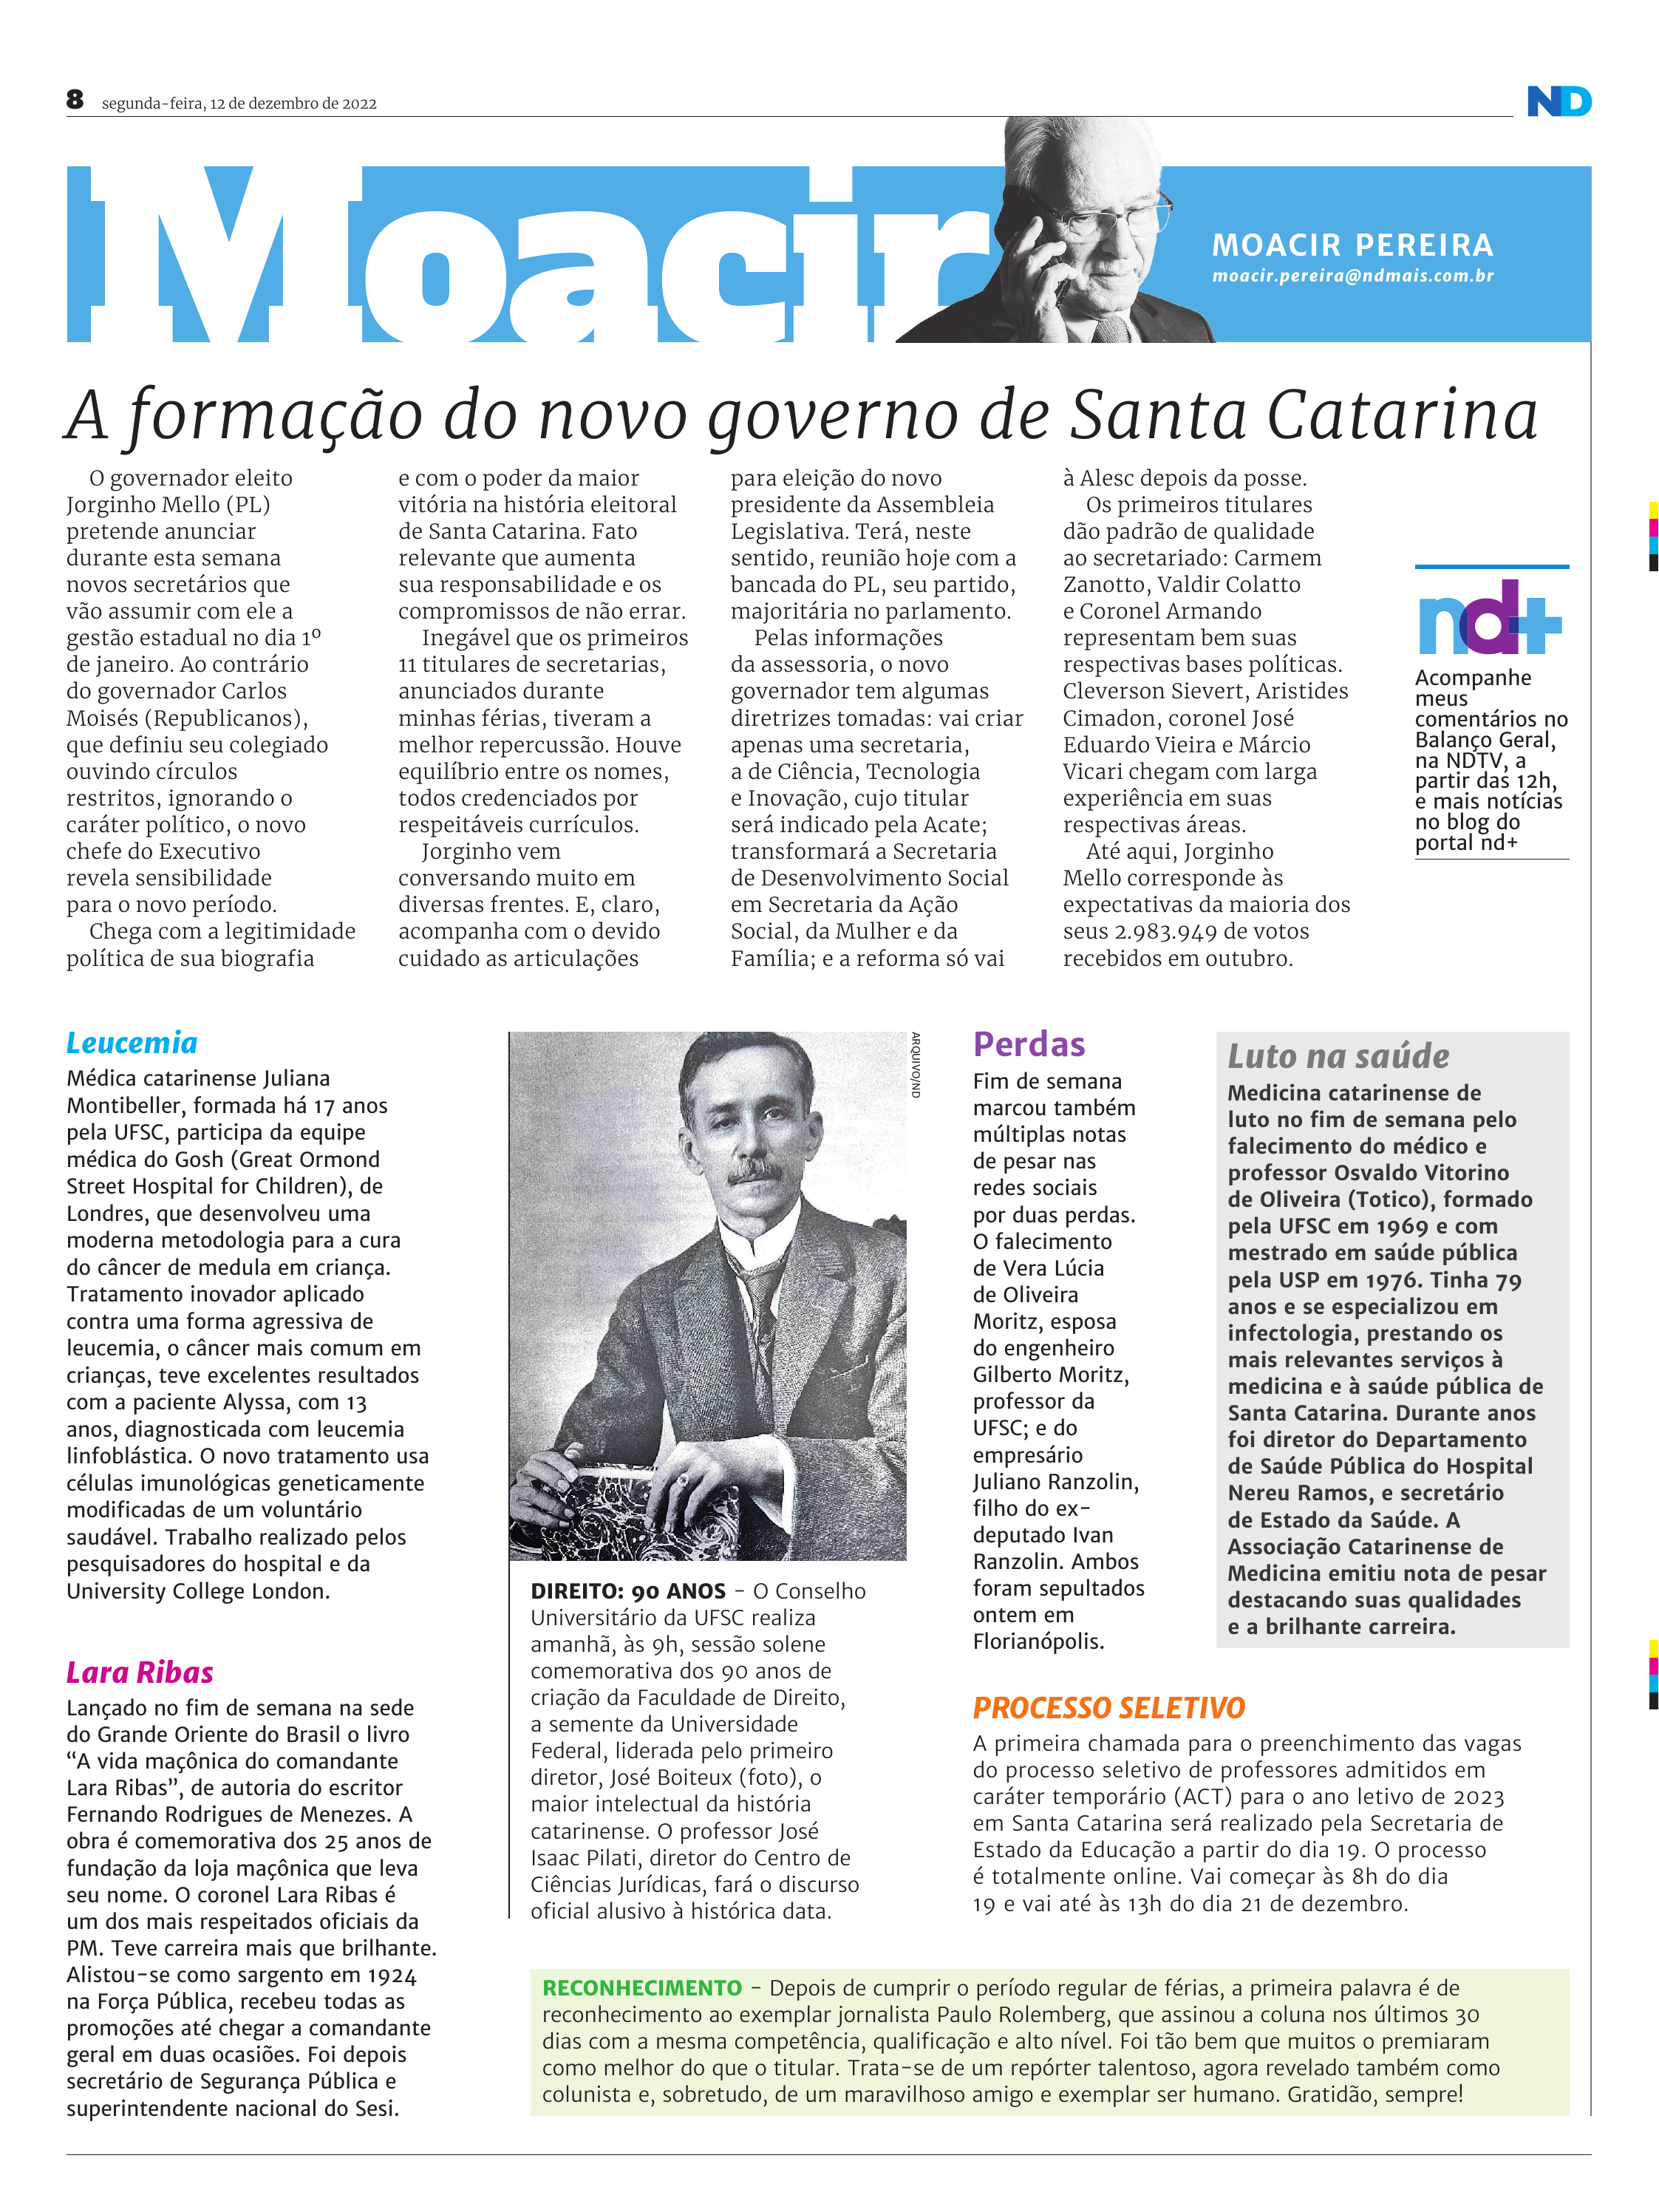 8 segunda-feira, 12 de dezembro de 2022
ND
Moacir
MOACIR PEREIRA
moacir.pereira@ndmais.com.br
A formação do novo governo de Santa Catarina
O governador eleito
Jorginho Mello (PL)
pretende anunciar
durante esta semana
novos secretários que
vão assumir com ele a
gestão estadual no dia 1º
de janeiro. Ao contrário
do governador Carlos
Moisés (Republicanos),
que definiu seu colegiado
ouvindo círculos
restritos, ignorando o
caráter político, o novo
chefe do Executivo
revela sensibilidade
para o novo período.
Chega com a legitimidade
política de sua biografia
e com o poder da maior
vitória na história eleitoral
de Santa Catarina. Fato
relevante que aumenta
sua responsabilidade e os
compromissos de não errar.
Inegável que os primeiros
11 titulares de secretarias,
anunciados durante
minhas férias, tiveram a
melhor repercussão. Houve
equilíbrio entre os nomes,
todos credenciados por
respeitáveis currículos.
Jorginho vem
conversando muito em
diversas frentes. E, claro,
acompanha com o devido
cuidado as articulações
para eleição do novo
presidente da Assembleia
Legislativa. Terá, neste
sentido, reunião hoje com a
bancada do PL, seu partido,
majoritária no parlamento.
Pelas informações
da assessoria, o novo
governador tem algumas
diretrizes tomadas: vai criar
apenas uma secretaria,
a de Ciência, Tecnologia
e Inovação, cujo titular
será indicado pela Acate;
transformará a Secretaria
de Desenvolvimento Social
em Secretaria da Ação
Social, da Mulher e da
Família; e a reforma só vai
à Alesc depois da posse.
Os primeiros titulares
dão padrão de qualidade
ao secretariado: Carmem
Zanotto, Valdir Colatto
e Coronel Armando
representam bem suas
respectivas bases políticas.
Cleverson Sievert, Aristides
Cimadon, coronel José
Eduardo Vieira e Márcio
Vicari chegam com larga
experiência em suas
respectivas áreas.
Até aqui, Jorginho
Mello corresponde às
expectativas da maioria dos
seus 2.983.949 de votos
recebidos em outubro.
nd+
Acompanhe
meus
comentários no
Balanço Geral,
na NDTV, a
partir das 12h,
e mais notícias
no blog do
portal nd+
Leucemia
Médica catarinense Juliana
Montibeller, formada há 17 anos
pela UFSC, participa da equipe
médica do Gosh (Great Ormond
Street Hospital for Children), de
Londres, que desenvolveu uma
moderna metodologia para a cura
do câncer de medula em criança.
Tratamento inovador aplicado
contra uma forma agressiva de
leucemia, o câncer mais comum em
crianças, teve excelentes resultados
com a paciente Alyssa, com 13
anos, diagnosticada com leucemia
linfoblástica. O novo tratamento usa
células imunológicas geneticamente
modificadas de um voluntário
saudável. Trabalho realizado pelos
pesquisadores do hospital e da
University College London.
Lara Ribas
Lançado no fim de semana na sede
do Grande Oriente do Brasil o livro
“A vida maçônica do comandante
Lara Ribas”, de autoria do escritor
Fernando Rodrigues de Menezes. A
obra é comemorativa dos 25 anos de
fundação da loja maçônica que leva
seu nome. O coronel Lara Ribas é
um dos mais respeitados oficiais da
PM. Teve carreira mais que brilhante.
Alistou-se como sargento em 1924
na Força Pública, recebeu todas as
promoções até chegar a comandante
geral em duas ocasiões. Foi depois
secretário de Segurança Pública e
superintendente nacional do Sesi.
ARQUIVO/ND
DIREITO: 90 ANOS - O Conselho
Universitário da UFSC realiza
amanhã, às 9h, sessão solene
comemorativa dos 90 anos de
criação da Faculdade de Direito,
a semente da Universidade
Federal, liderada pelo primeiro
diretor, José Boiteux (foto), o
maior intelectual da história
catarinense. O professor José
Isaac Pilati, diretor do Centro de
Ciências Jurídicas, fará o discurso
oficial alusivo à histórica data.
Perdas
Fim de semana
marcou também
múltiplas notas
de pesar nas
redes sociais
por duas perdas.
O falecimento
de Vera Lúcia
de Oliveira
Moritz, esposa
do engenheiro
Gilberto Moritz,
professor da
UFSC; e do
empresário
Juliano Ranzolin,
filho do ex-
deputado Ivan
Ranzolin. Ambos
foram sepultados
ontem em
Florianópolis.
Luto na saúde
Medicina catarinense de
luto no fim de semana pelo
falecimento do médico e
professor Osvaldo Vitorino
de Oliveira (Totico), formado
pela UFSC em 1969 e com
mestrado em saúde pública
pela USP em 1976. Tinha 79
anos e se especializou em
infectologia, prestando os
mais relevantes serviços à
medicina e à saúde pública de
Santa Catarina. Durante anos
foi diretor do Departamento
de Saúde Pública do Hospital
Nereu Ramos, e secretário
de Estado da Saúde. A
Associação Catarinense de
Medicina emitiu nota de pesar
destacando suas qualidades
e a brilhante carreira.
PROCESSO SELETIVO
A primeira chamada para o preenchimento das vagas
do processo seletivo de professores admitidos em
caráter temporário (ACT) para o ano letivo de 2023
em Santa Catarina será realizado pela Secretaria de
Estado da Educação a partir do dia 19. O processo
é totalmente online. Vai começar às 8h do dia
19 e vai até às 13h do dia 21 de dezembro.
RECONHECIMENTO - Depois de cumprir o período regular de férias, a primeira palavra é de
reconhecimento ao exemplar jornalista Paulo Rolemberg, que assinou a coluna nos últimos 30
dias com a mesma competência, qualificação e alto nível. Foi tão bem que muitos o premiaram
como melhor do que o titular. Trata-se de um repórter talentoso, agora revelado também como
colunista e, sobretudo, de um maravilhoso amigo e exemplar ser humano. Gratidão, sempre!